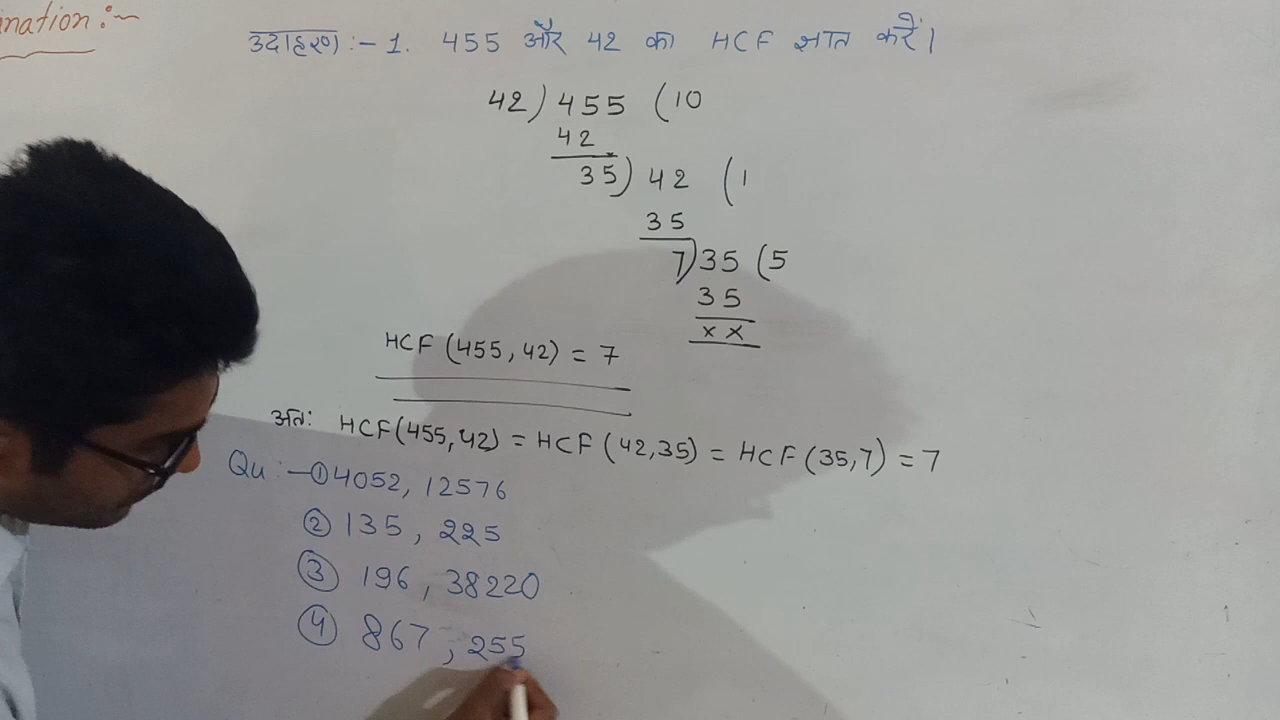 ination :~
उदाहरण :- 1. 455 और 42 का HCF ज्ञात करें।
42 ) 455 ( 10
42
35 ) 42 ( 1
35
7 ) 35 ( 5
35
x x
HCF (455, 42) = 7
अतः HCF(455, 42) = HCF (42,35) = HCF (35,7) = 7
Qu :- ① 4052, 12576
② 135, 225
③ 196, 38220
④ 867, 255